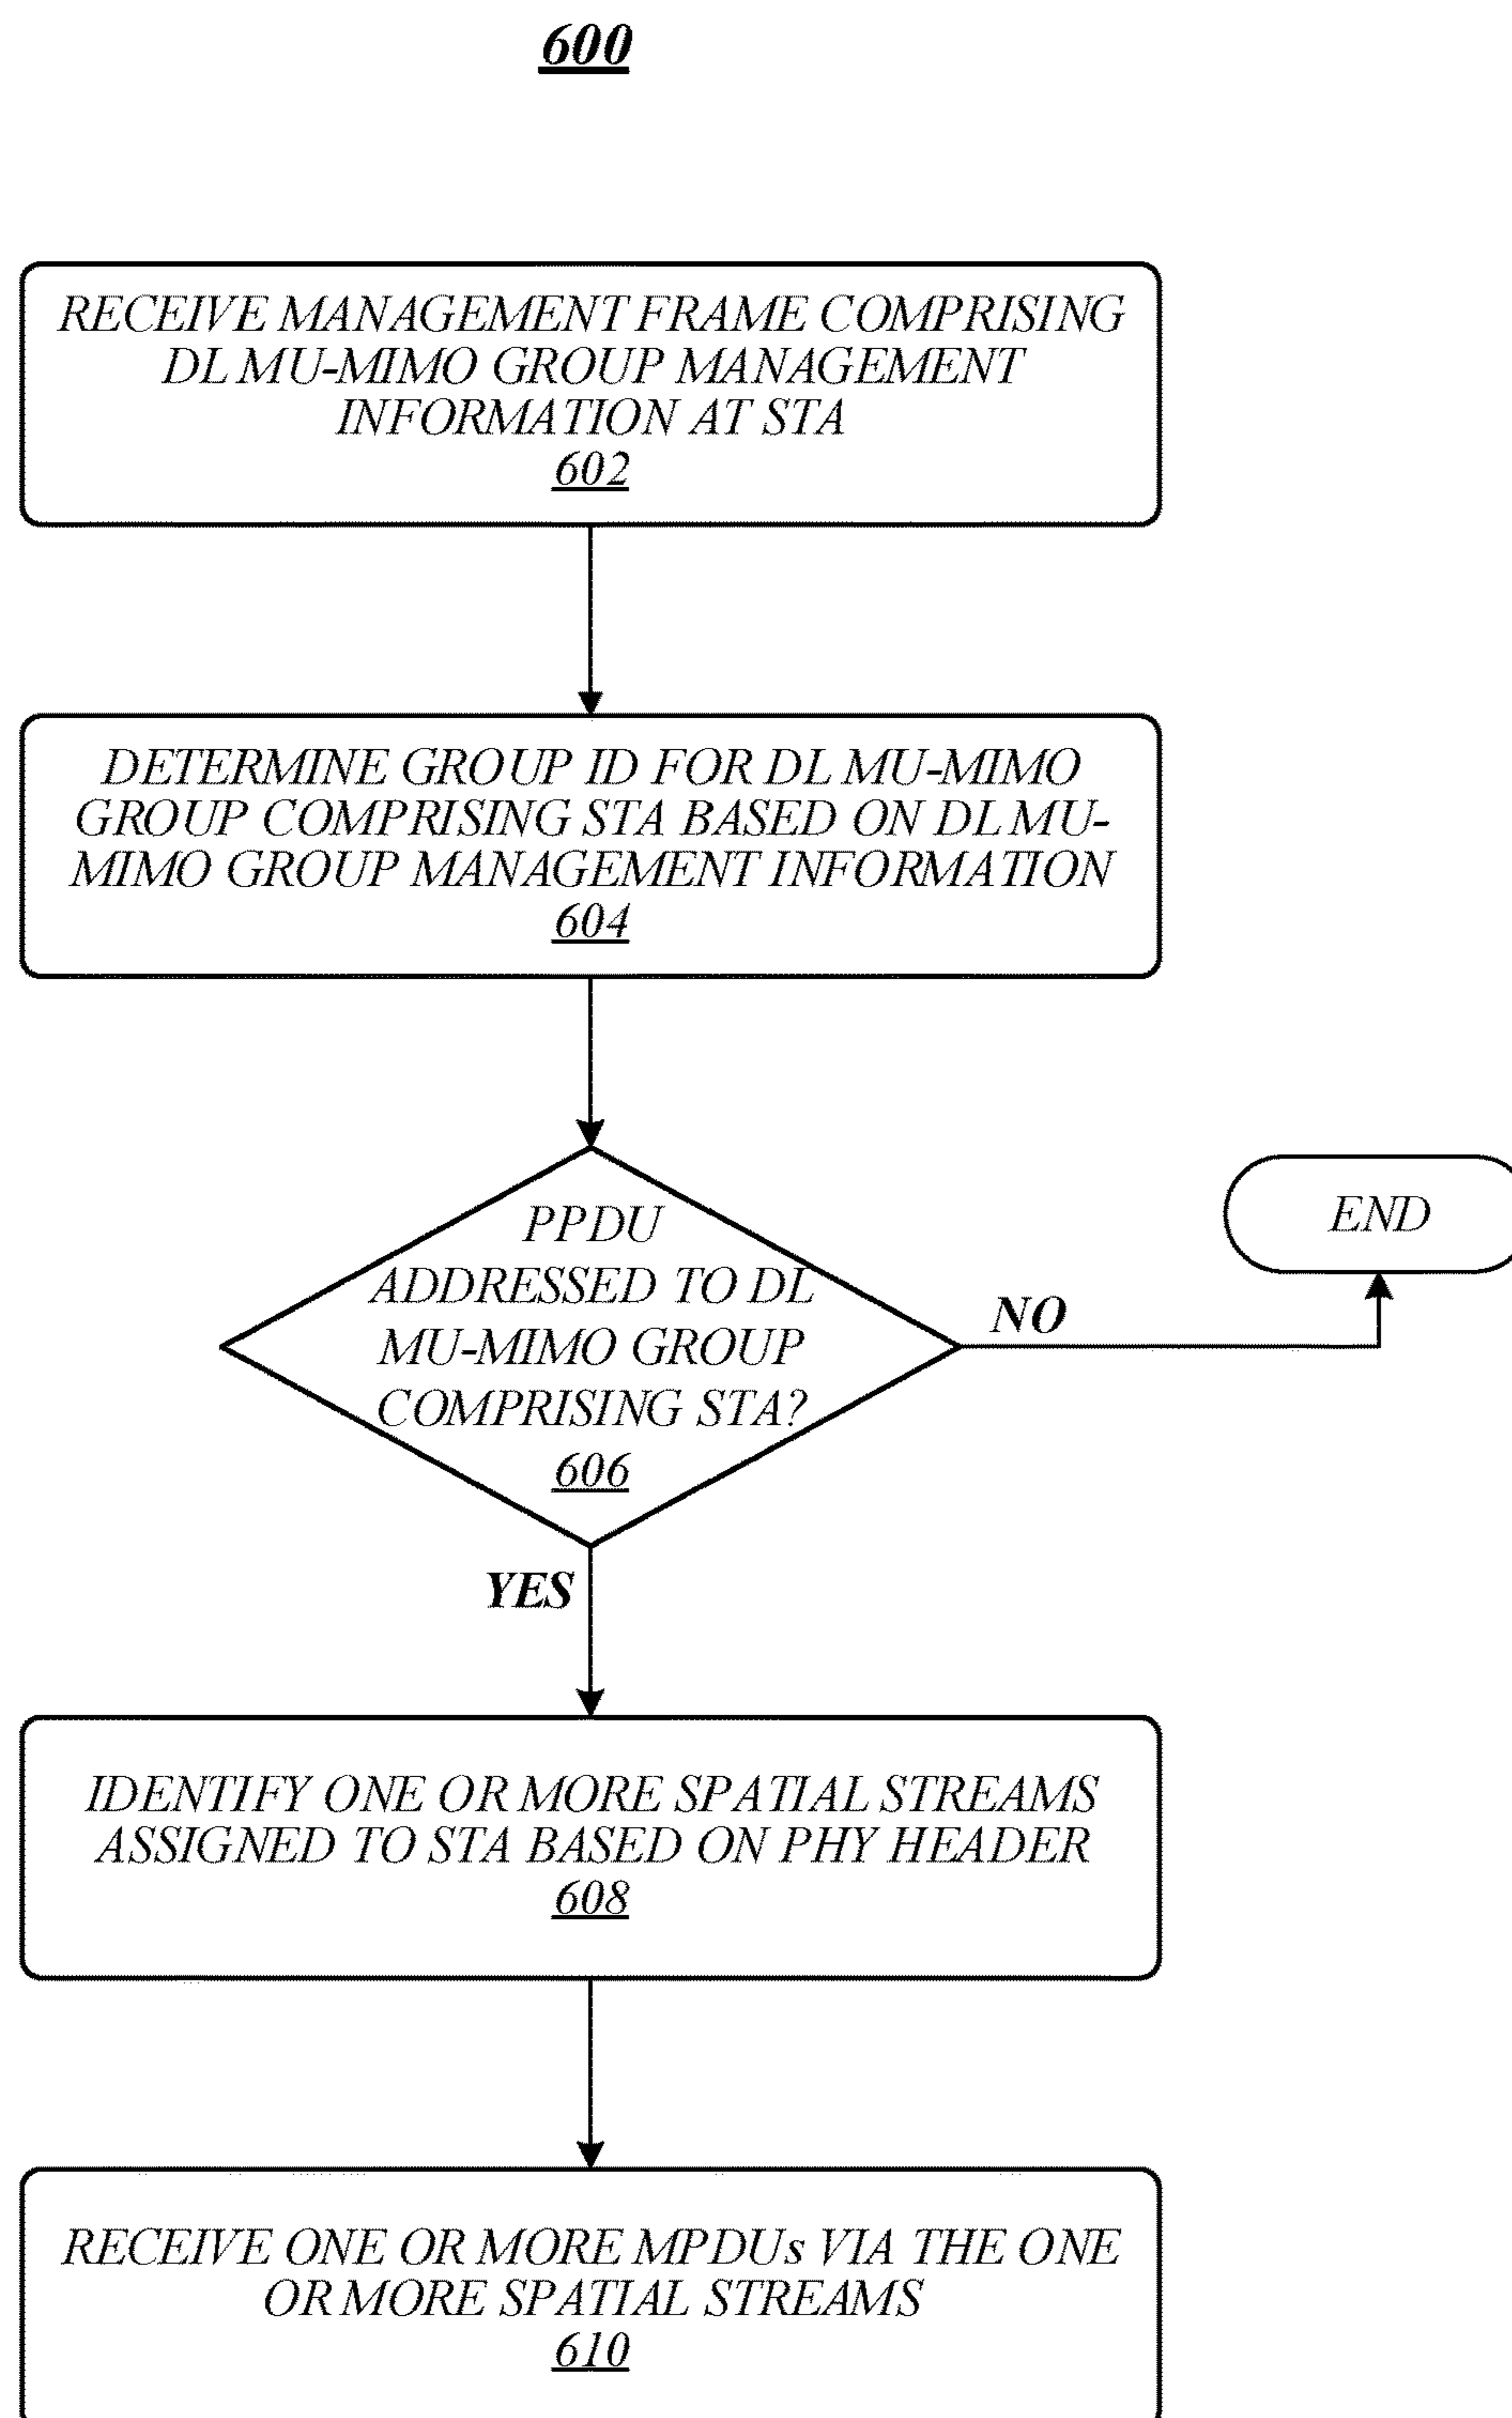 600
RECEIVE MANAGEMENT FRAME COMPRISING
DL MU-MIMO GROUP MANAGEMENT
INFORMATION AT STA
602
DETERMINE GROUP ID FOR DL MU-MIMO
GROUP COMPRISING STA BASED ON DL MU-
MIMO GROUP MANAGEMENT INFORMATION
604
PPDU
ADDRESSED TO DL
MU-MIMO GROUP
COMPRISING STA?
606
END
NO
YES
IDENTIFY ONE OR MORE SPATIAL STREAMS
ASSIGNED TO STA BASED ON PHY HEADER
608
RECEIVE ONE OR MORE MPDUs VIA THE ONE
OR MORE SPATIAL STREAMS
610